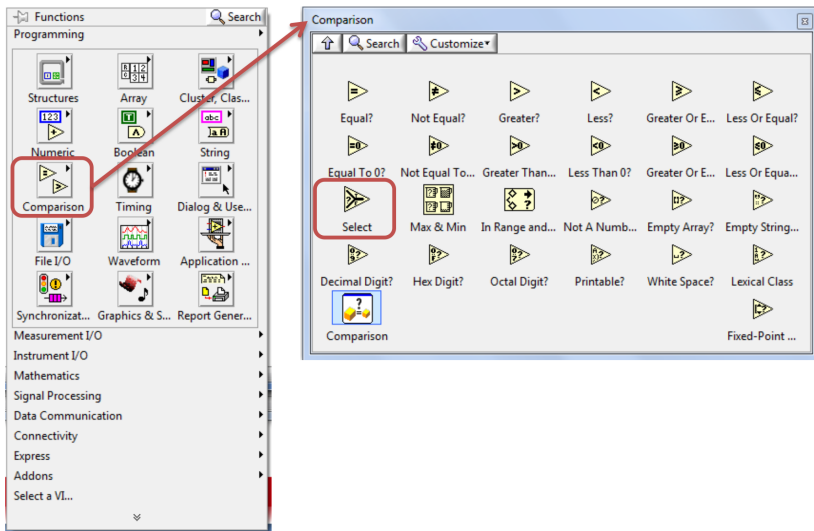 Functions
Search
Programming
Structures
Array
Cluster, Clas...
Numeric
Boolean
String
Comparison
Timing
Dialog & Use...
File I/O
Waveform
Application ...
Synchronizat...
Graphics & S...
Report Gener...
Measurement I/O
Instrument I/O
Mathematics
Signal Processing
Data Communication
Connectivity
Express
Addons
Select a VI...
Comparison
Search
Customize
Equal?
Not Equal?
Greater?
Less?
Greater Or E...
Less Or Equal?
Equal To 0?
Not Equal To...
Greater Than...
Less Than 0?
Greater Or E...
Less Or Equa...
Select
Max & Min
In Range and...
Not A Numb...
Empty Array?
Empty String...
Decimal Digit?
Hex Digit?
Octal Digit?
Printable?
White Space?
Lexical Class
Comparison
Fixed-Point ...